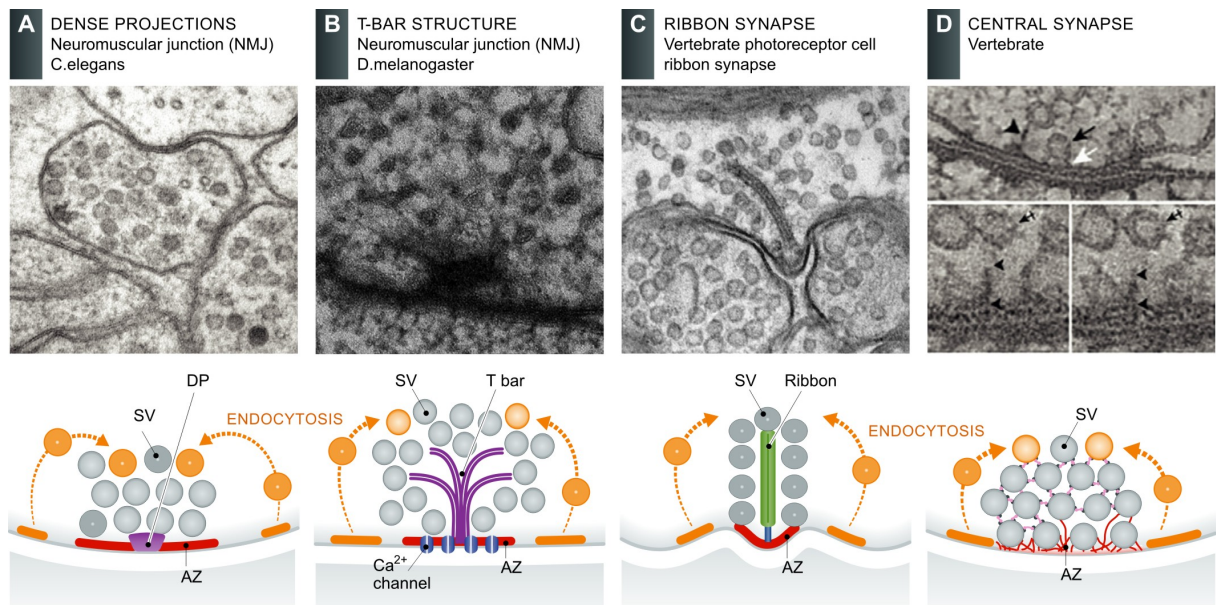 A DENSE PROJECTIONS
Neuromuscular junction (NMJ)
C.elegans
B T-BAR STRUCTURE
Neuromuscular junction (NMJ)
D.melanogaster
C RIBBON SYNAPSE
Vertebrate photoreceptor cell
ribbon synapse
D CENTRAL SYNAPSE
Vertebrate
DP
SV
ENDOCYTOSIS
AZ
SV
T bar
Ca2+
channel
AZ
SV
Ribbon
AZ
ENDOCYTOSIS
SV
AZ